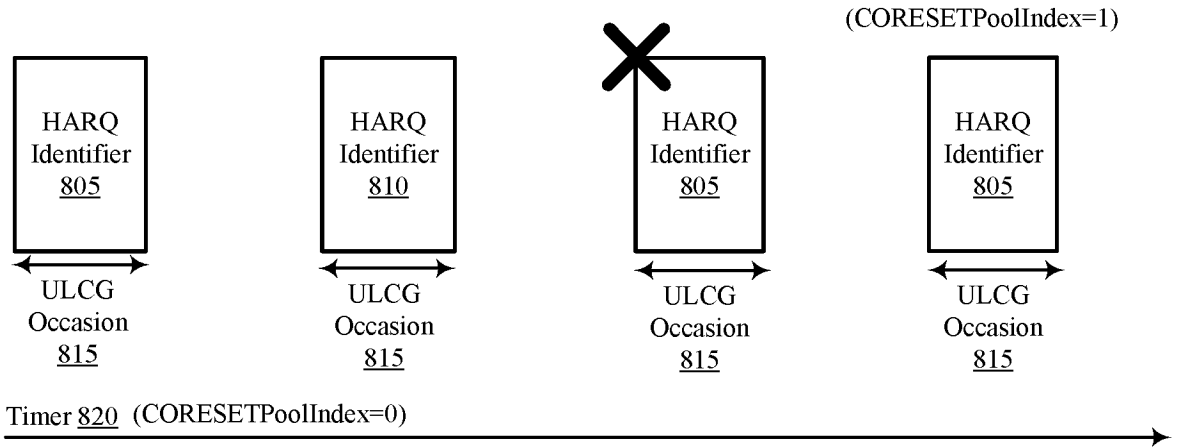 (CORESETPoolIndex=1)
HARQ
Identifier
805
HARQ
Identifier
810
HARQ
Identifier
805
HARQ
Identifier
805
ULCG
Occasion
815
ULCG
Occasion
815
ULCG
Occasion
815
ULCG
Occasion
815
Timer 820 (CORESETPoolIndex=0)